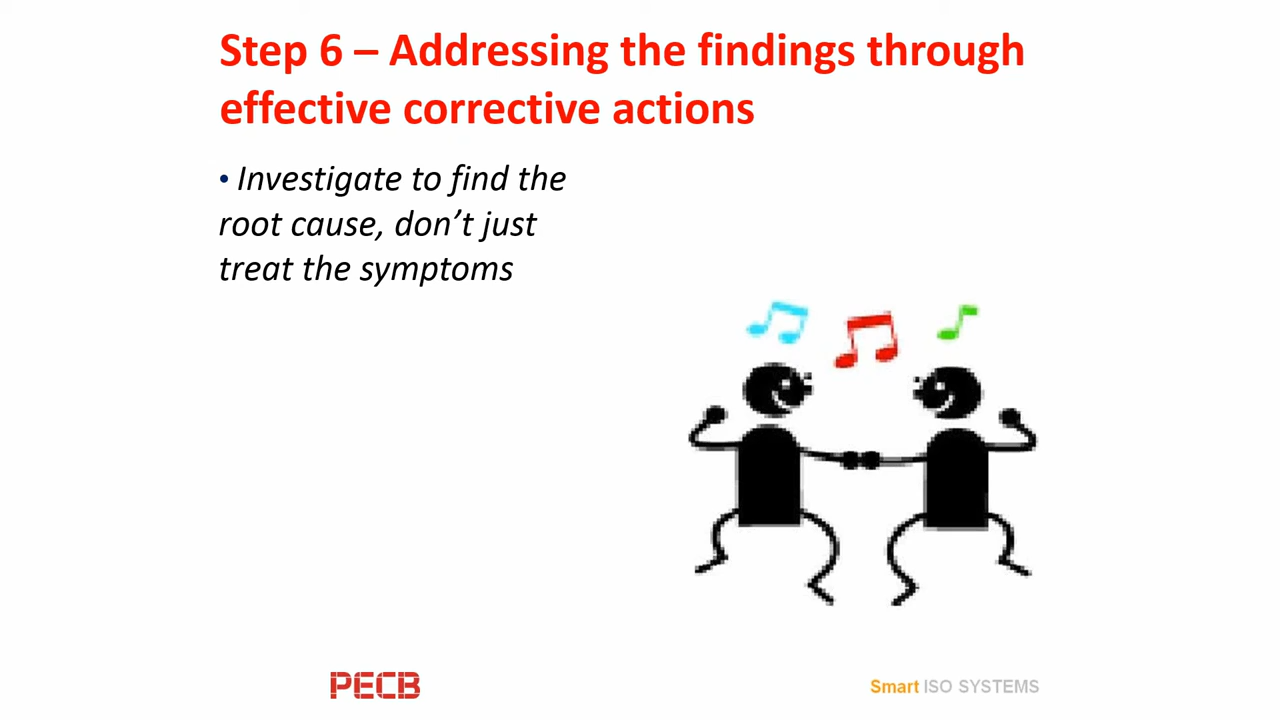 Step 6 – Addressing the findings through
effective corrective actions
• Investigate to find the
root cause, don’t just
treat the symptoms
PECB
Smart ISO SYSTEMS